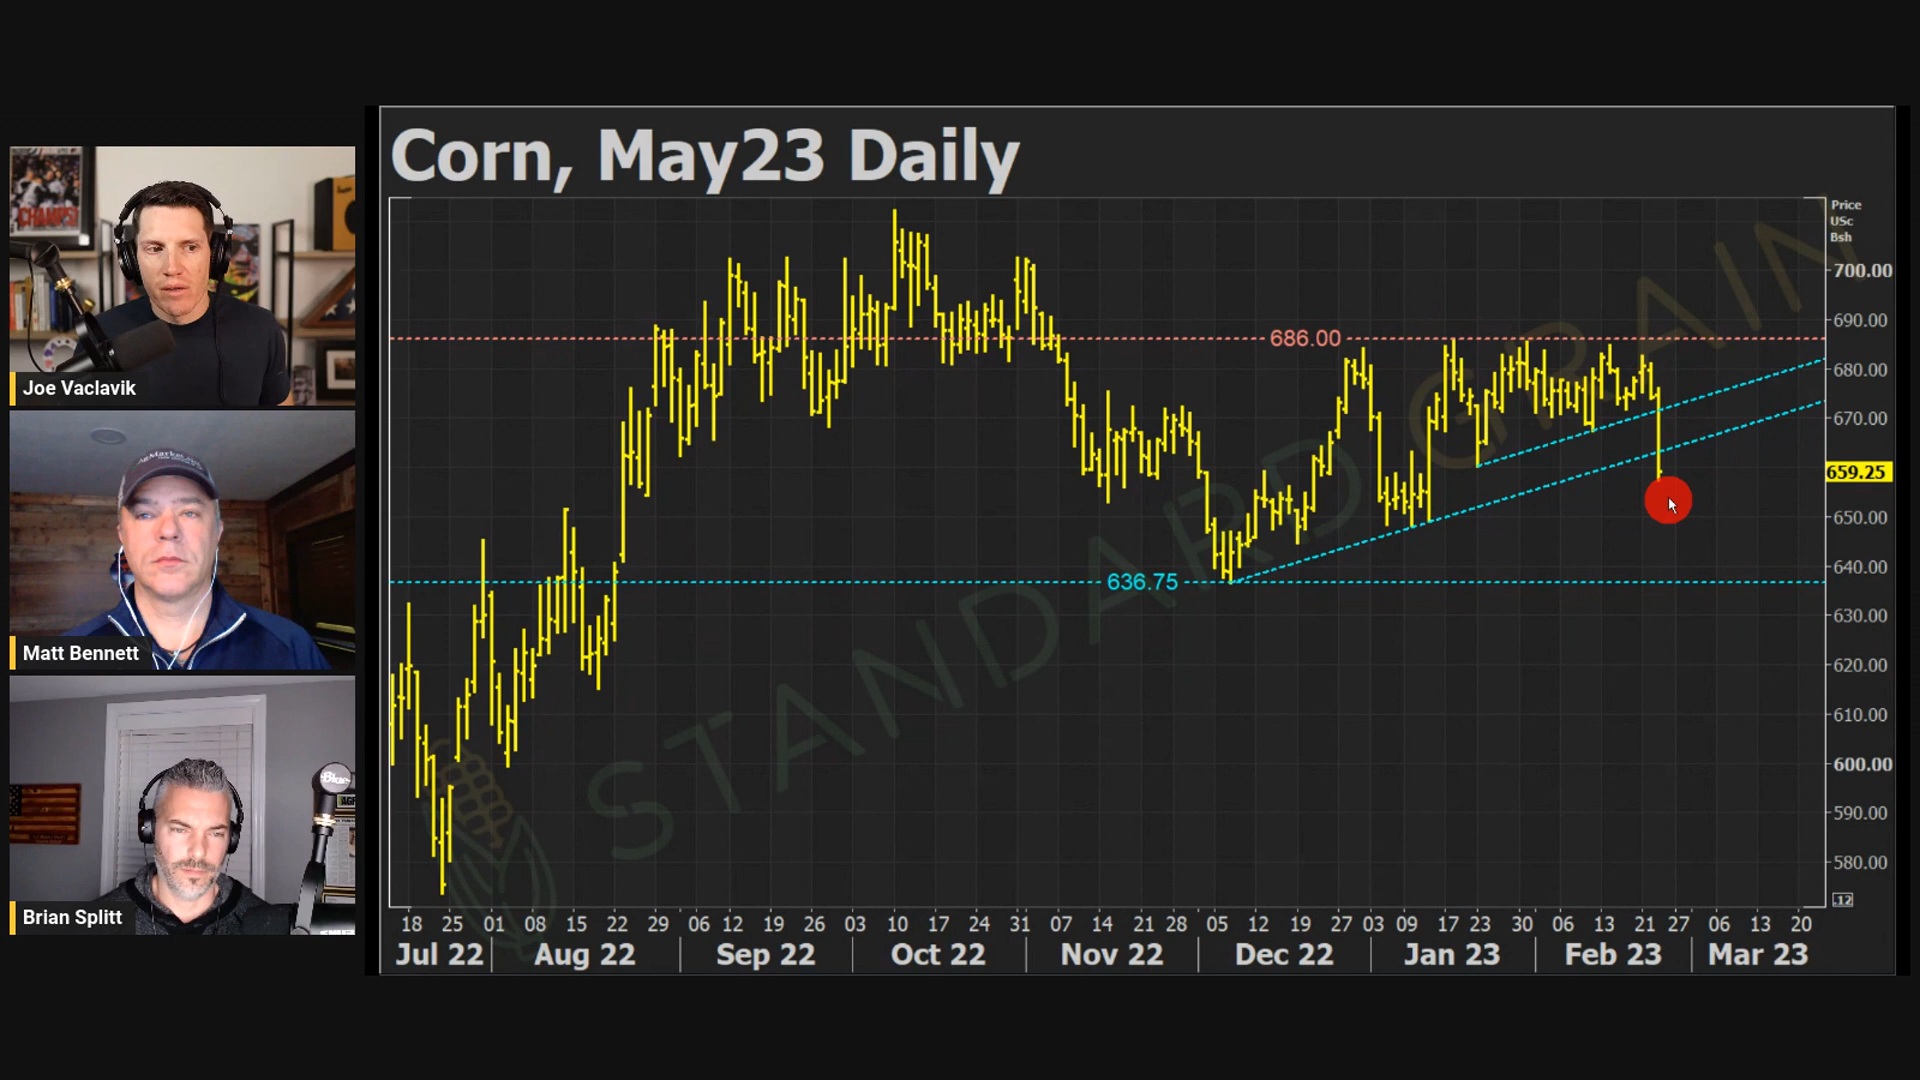 Corn, May23 Daily
Price
USc
Bsh
700.00
690.00
686.00
680.00
670.00
659.25
650.00
640.00
636.75
630.00
620.00
610.00
600.00
590.00
580.00
.12
18 25 01 08 15 22 29 06 12 19 26 03 10 17 24 31 07 14 21 28 05 12 19 27 03 09 17 23 30 06 13 21 27 06 13 20
Jul 22 Aug 22 Sep 22 Oct 22 Nov 22 Dec 22 Jan 23 Feb 23 Mar 23
STANDARD GRAIN
CHAMPS!
Joe Vaclavik
AgMarket.Net
Matt Bennett
Blue
Brian Splitt